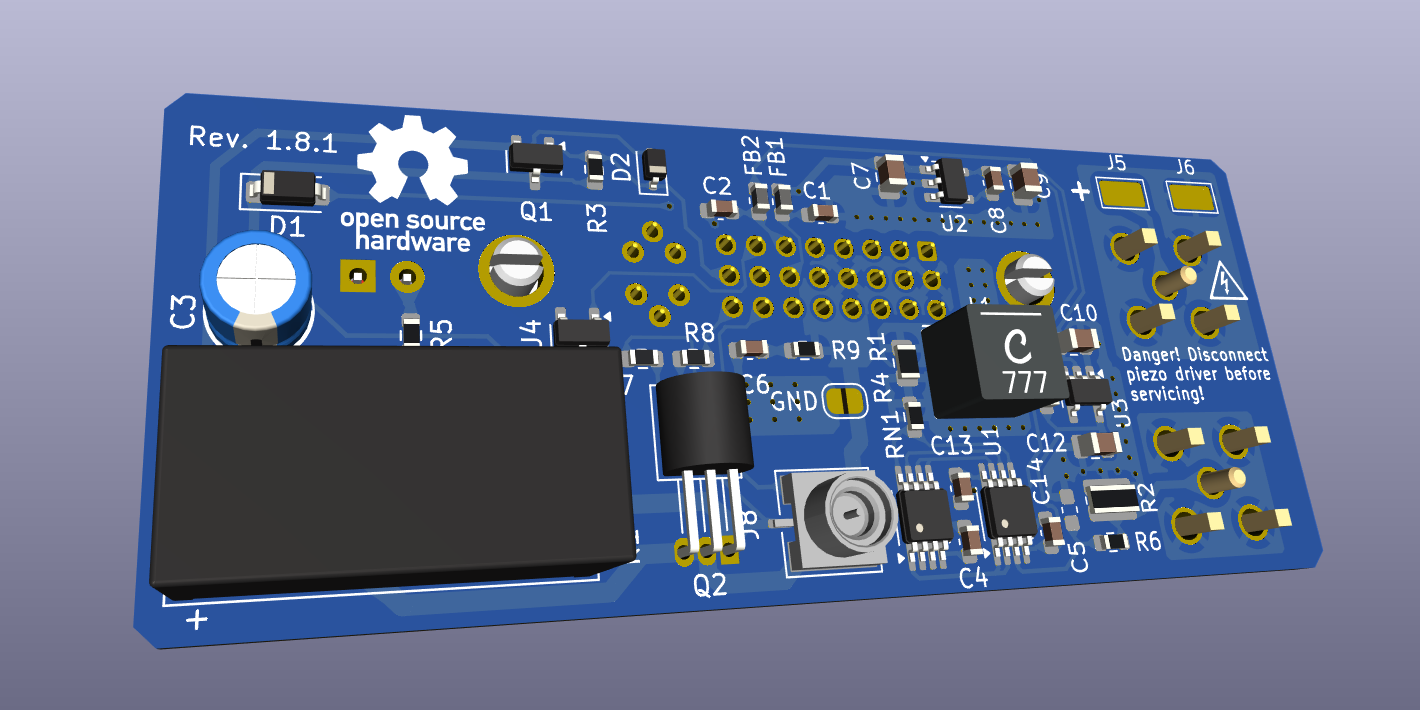 Rev. 1.8.1
open source
hardware
D1
Q1
R3
D2
C2
FB2
FB1
C1
C7
U2
C8
C9
J5
J6
+
C3
R5
U4
R8
C6
R9
GND
R1
R4
RN1
C
777
C10
Danger! Disconnect
piezo driver before
servicing!
U3
C13
U1
C12
C14
R2
J8
Q2
C4
C5
R6
+